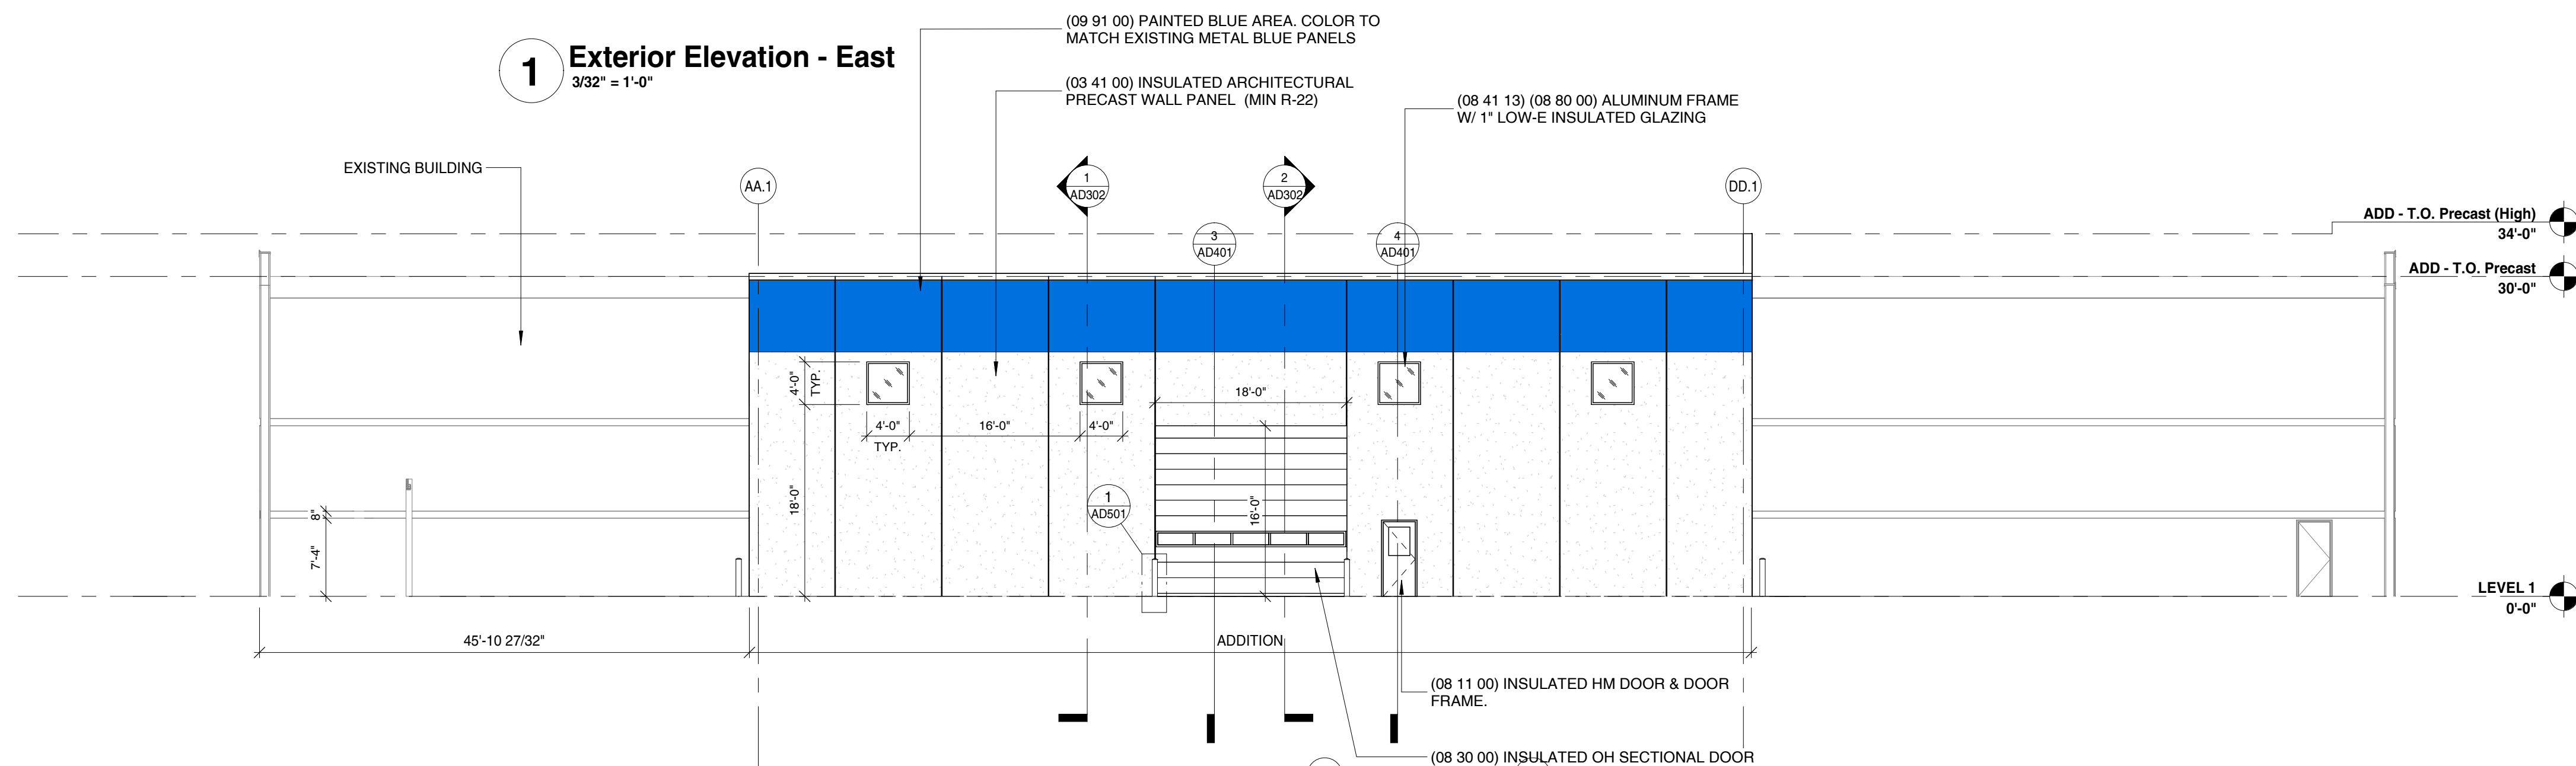 (09 91 00) PAINTED BLUE AREA. COLOR TO
MATCH EXISTING METAL BLUE PANELS
1
Exterior Elevation - East
3/32" = 1'-0"
(03 41 00) INSULATED ARCHITECTURAL
PRECAST WALL PANEL (MIN R-22)
(08 41 13) (08 80 00) ALUMINUM FRAME
W/ 1" LOW-E INSULATED GLAZING
EXISTING BUILDING
AA.1
1
AD302
2
AD302
DD.1
3
AD401
4
AD401
ADD - T.O. Precast (High)
34'-0"
ADD - T.O. Precast
30'-0"
4'-0"
TYP.
18'-0"
4'-0"
TYP.
16'-0"
4'-0"
18'-0"
16'-0"
1
AD501
8"
7'-4"
LEVEL 1
0'-0"
45'-10 27/32"
ADDITION
(08 11 00) INSULATED HM DOOR & DOOR
FRAME.
(08 30 00) INSULATED OH SECTIONAL DOOR